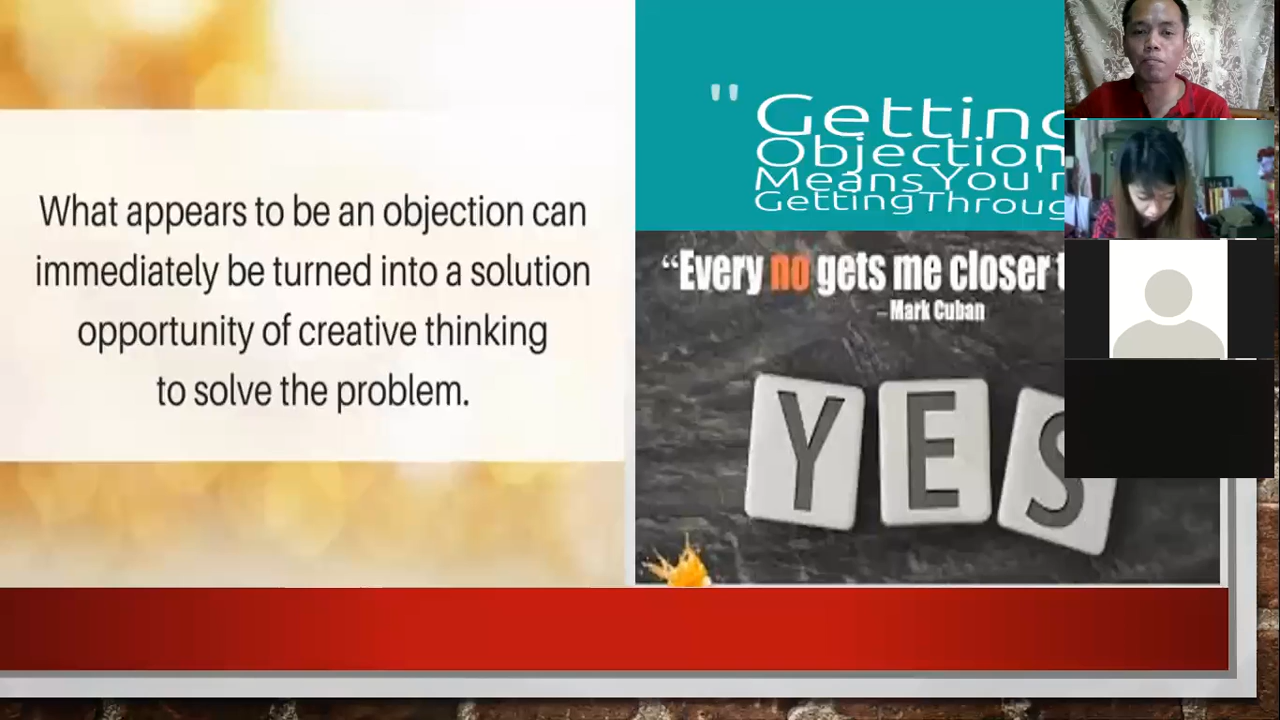 What appears to be an objection can
immediately be turned into a solution
opportunity of creative thinking
to solve the problem.
"
Getting
Objection
Means You'r
Getting Throug
“Every no gets me closer t
– Mark Cuban
YES